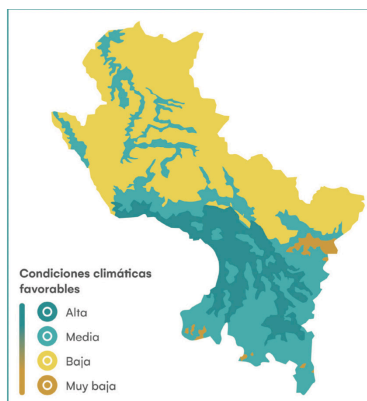 Condiciones climáticas
favorables
Alta
Media
Baja
Muy baja